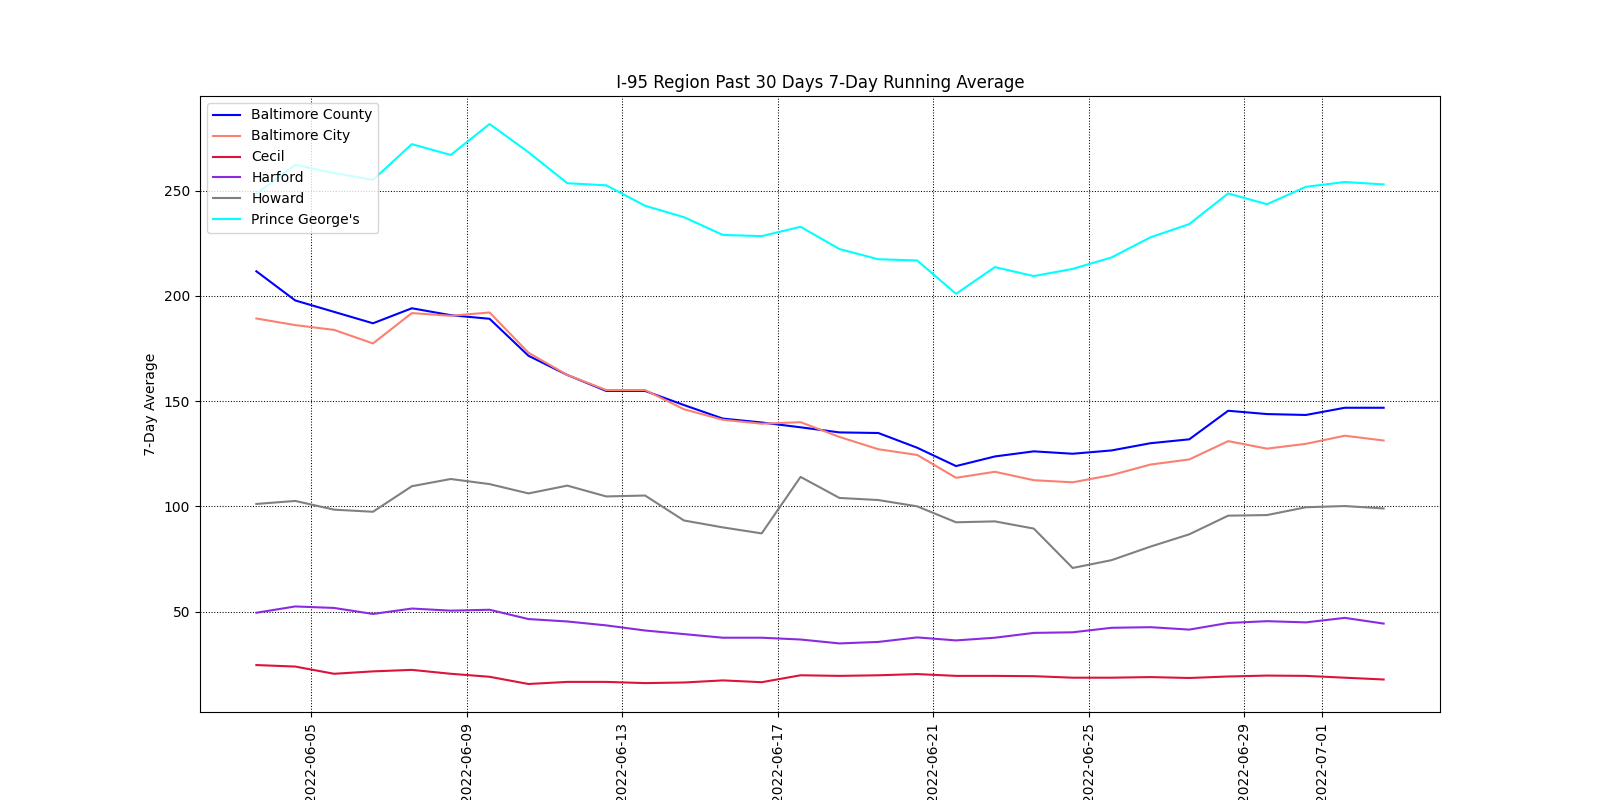 I-95 Region Past 30 Days 7-Day Running Average
Baltimore County
Baltimore City
Cecil
Harford
Howard
Prince George's
7-Day Average
250
200
150
100
50
2022-06-05
2022-06-09
2022-06-13
2022-06-17
2022-06-21
2022-06-25
2022-06-29
2022-07-01